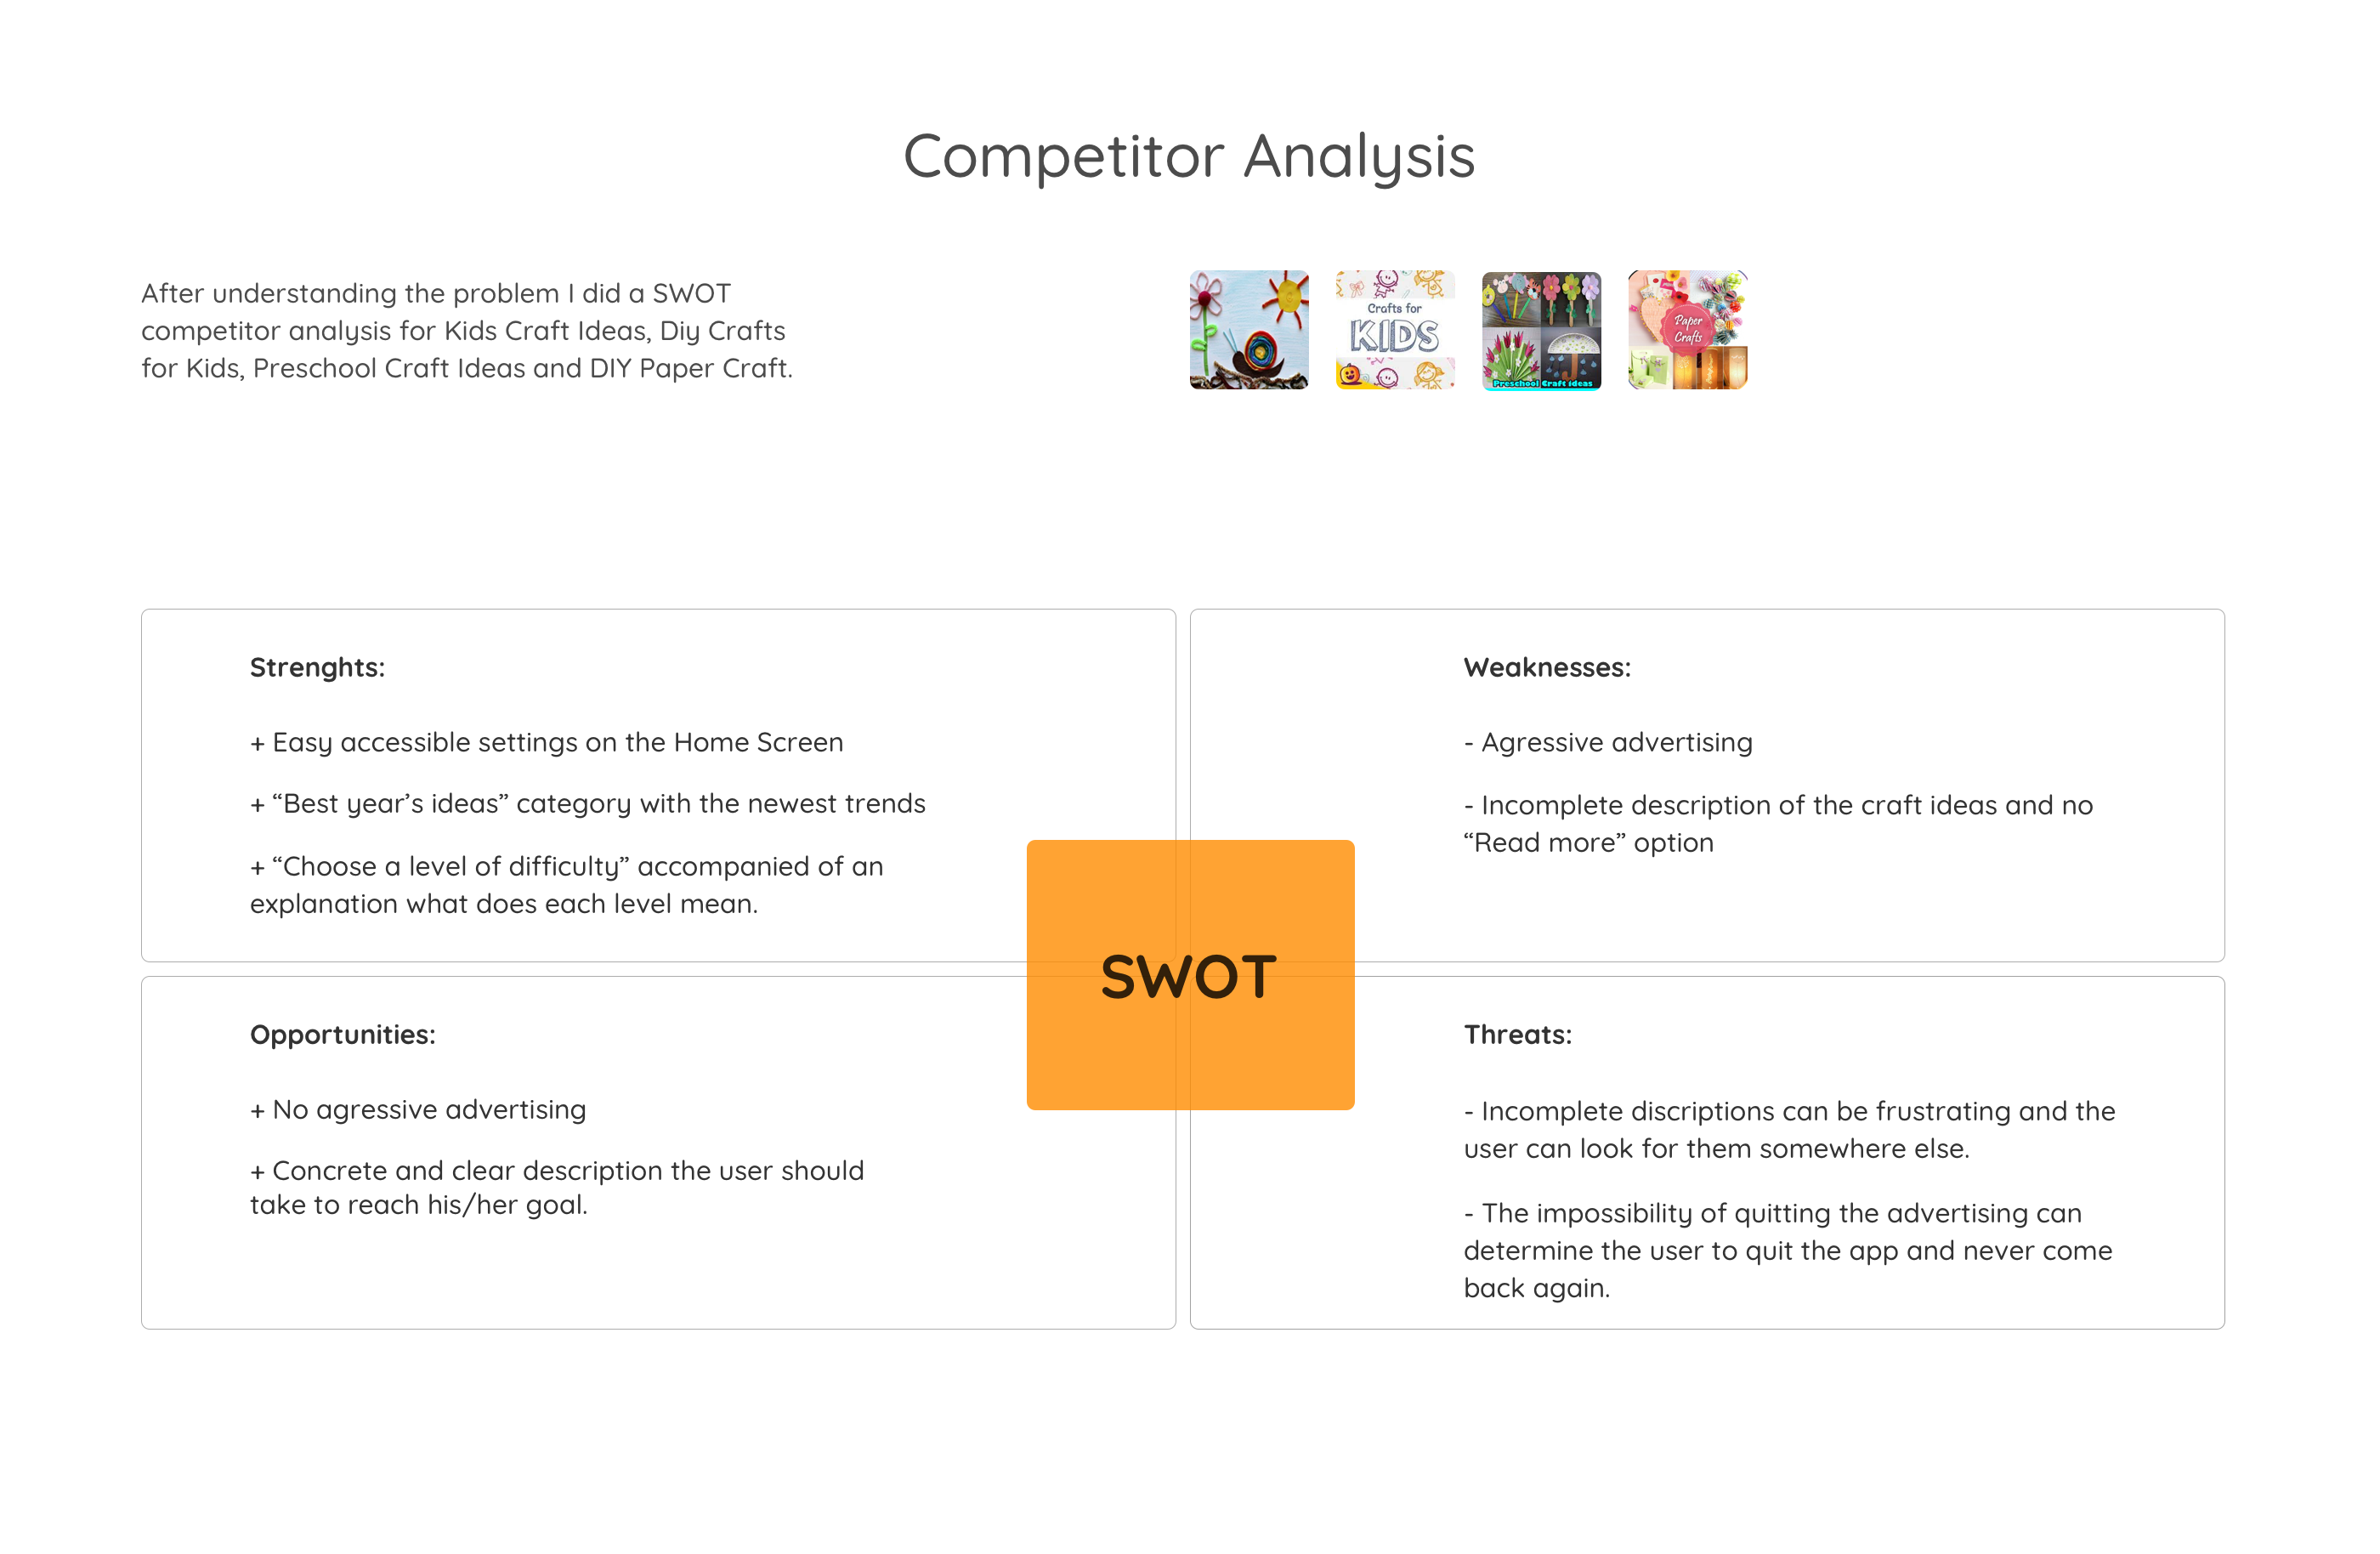 Competitor Analysis
After understanding the problem I did a SWOT
competitor analysis for Kids Craft Ideas, Diy Crafts
for Kids, Preschool Craft Ideas and DIY Paper Craft.
Crafts for
KIDS
Preschool Craft ideas
Paper
Crafts
Strenghts:
+ Easy accessible settings on the Home Screen
+ “Best year’s ideas” category with the newest trends
+ “Choose a level of difficulty” accompanied of an
explanation what does each level mean.
Weaknesses:
- Agressive advertising
- Incomplete description of the craft ideas and no
“Read more” option
SWOT
Opportunities:
+ No agressive advertising
+ Concrete and clear description the user should
take to reach his/her goal.
Threats:
- Incomplete discriptions can be frustrating and the
user can look for them somewhere else.
- The impossibility of quitting the advertising can
determine the user to quit the app and never come
back again.